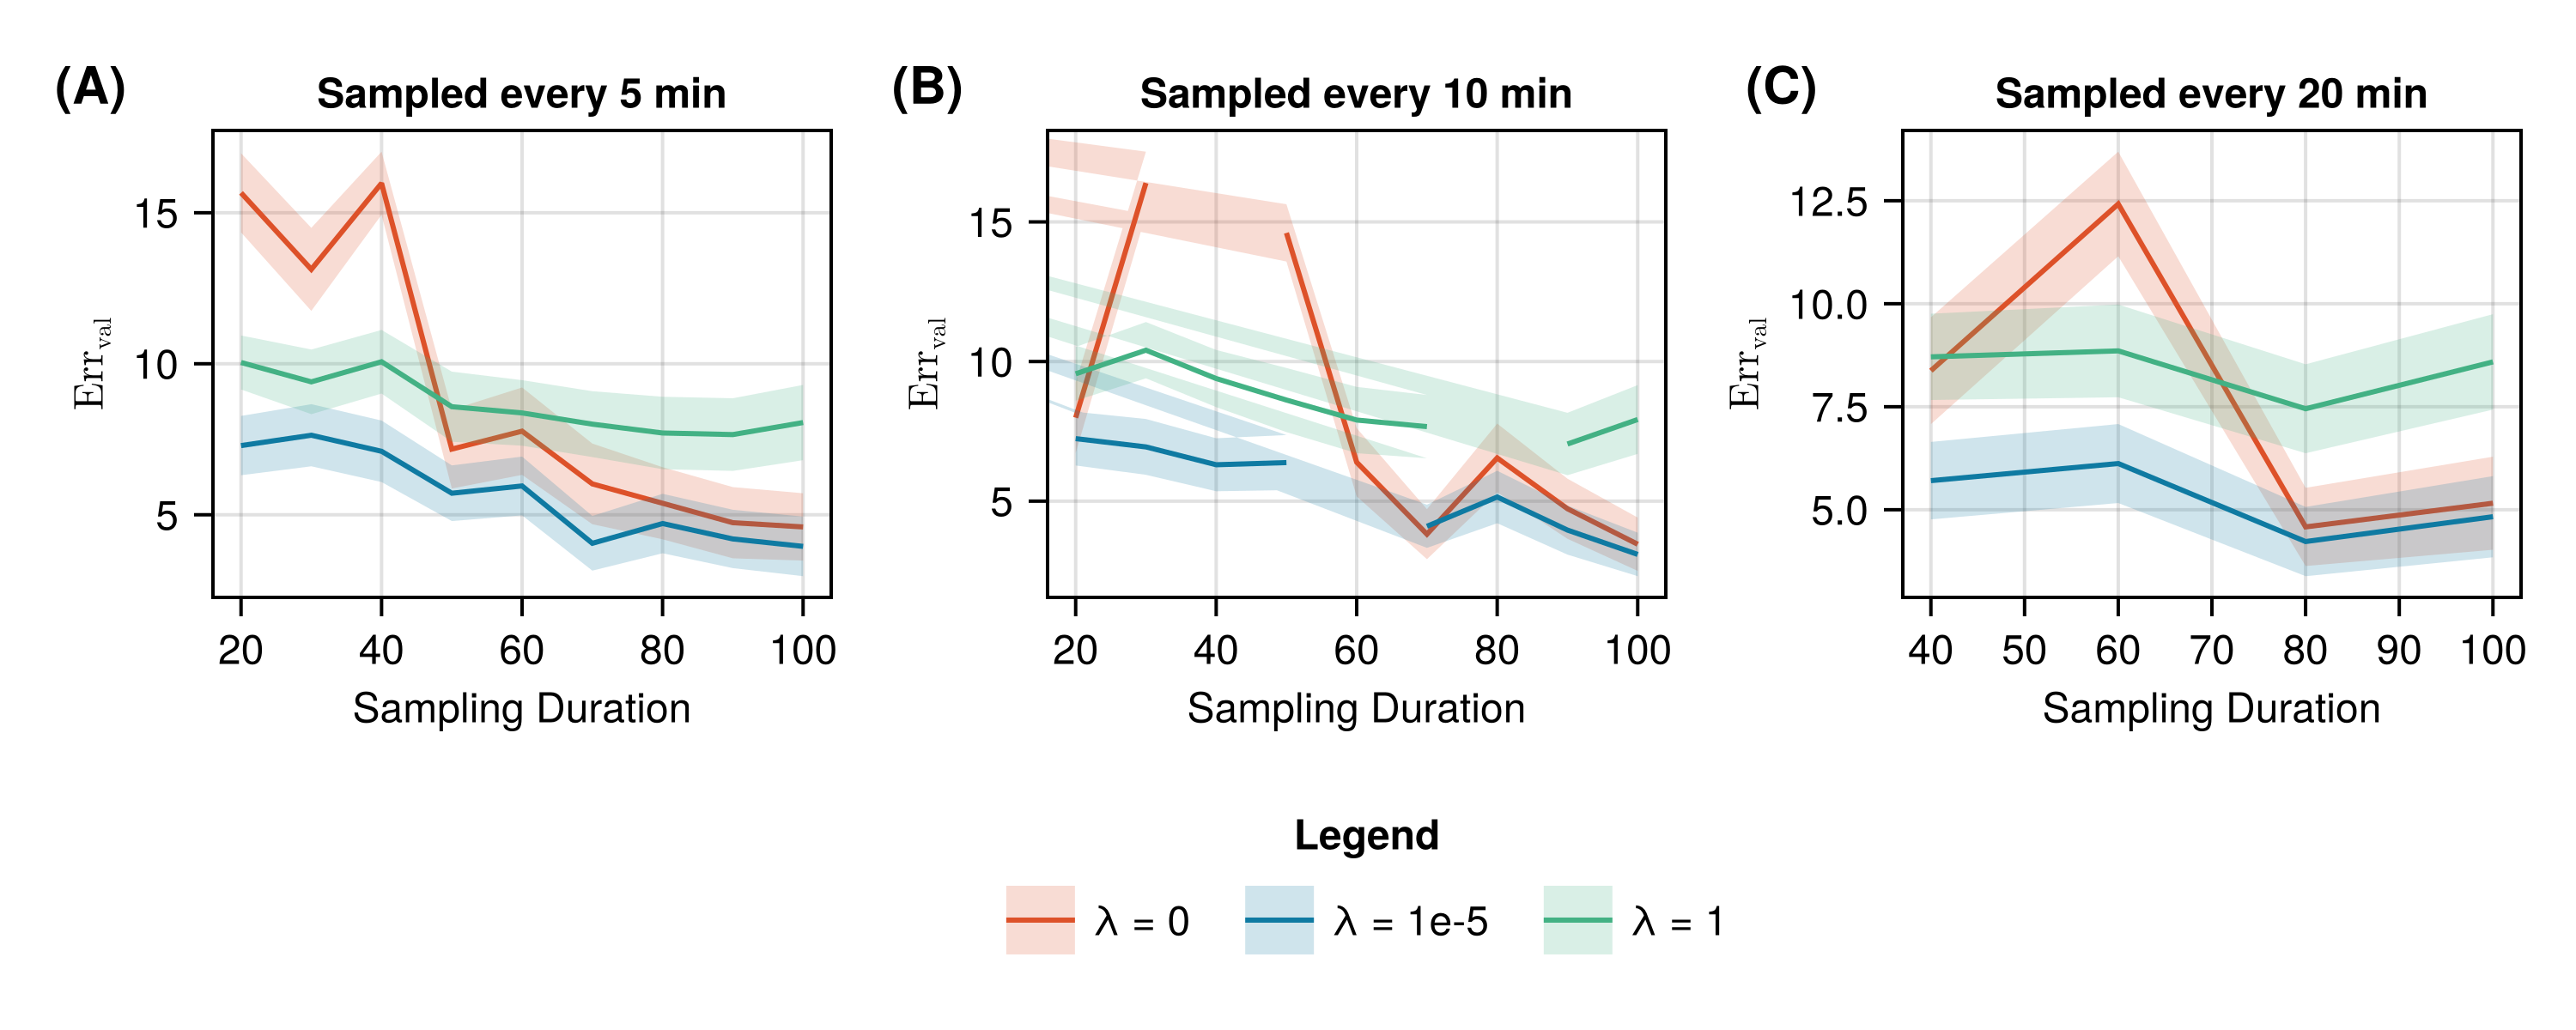 (A)
Sampled every 5 min
15
10
5
Err_val
20 40 60 80 100
Sampling Duration
(B)
Sampled every 10 min
15
10
5
Err_val
20 40 60 80 100
Sampling Duration
(C)
Sampled every 20 min
12.5
10.0
7.5
5.0
Err_val
40 50 60 70 80 90 100
Sampling Duration
Legend
λ = 0 λ = 1e-5 λ = 1